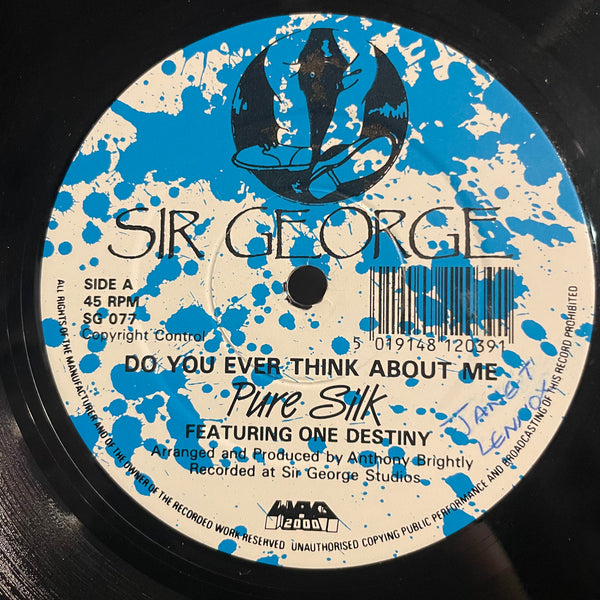 SIR GEORGE
SIDE A
45 RPM
SG 077
Copyright Control
5 019148 120391
DO YOU EVER THINK ABOUT ME
Pure Silk
FEATURING ONE DESTINY
Arranged and Produced by Anthony Brightly
Recorded at Sir George Studios
JANET
LENNOX
2000
ALL RIGHTS OF THE MANUFACTURER AND OF THE OWNER OF THE RECORDED WORK RESERVED UNAUTHORISED COPYING PUBLIC PERFORMANCE AND BROADCASTING OF THIS RECORD PROHIBITED